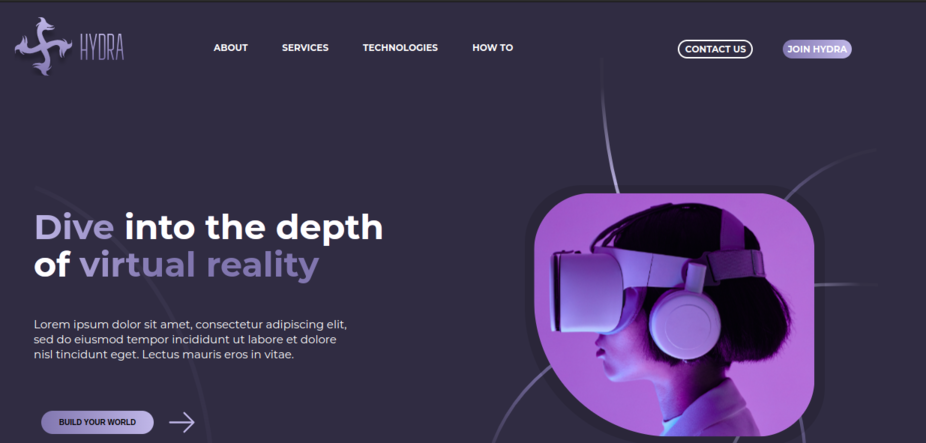 HYDRA
ABOUT SERVICES TECHNOLOGIES HOW TO
CONTACT US JOIN HYDRA
Dive into the depth
of virtual reality
Lorem ipsum dolor sit amet, consectetur adipiscing elit,
sed do eiusmod tempor incididunt ut labore et dolore
nisl tincidunt eget. Lectus mauris eros in vitae.
BUILD YOUR WORLD